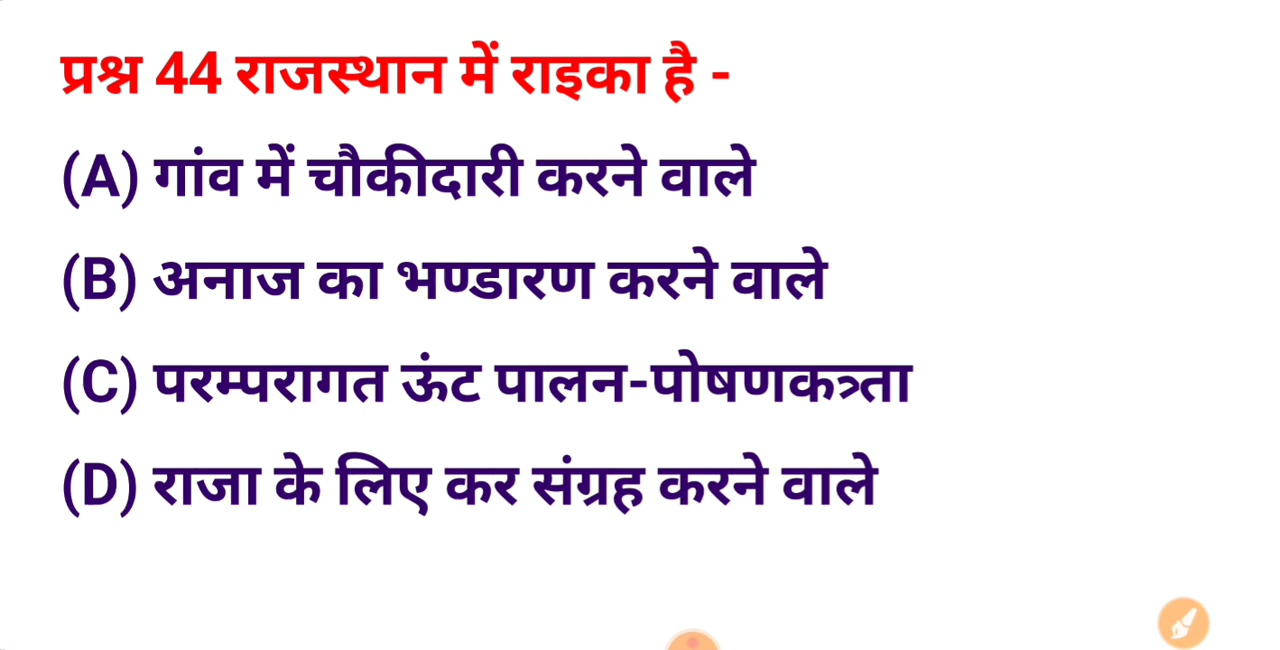 प्रश्न 44 राजस्थान में राइका है -
(A) गांव में चौकीदारी करने वाले
(B) अनाज का भण्डारण करने वाले
(C) परम्परागत ऊंट पालन-पोषणकत्र्ता
(D) राजा के लिए कर संग्रह करने वाले